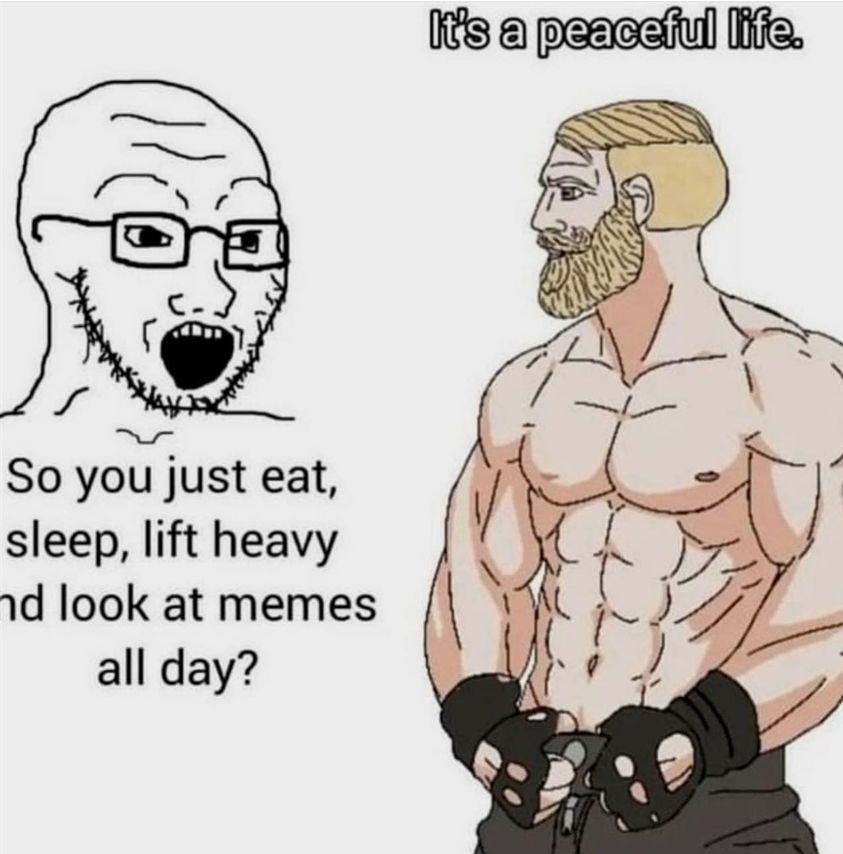 It's a peaceful life.
So you just eat,
sleep, lift heavy
nd look at memes
all day?